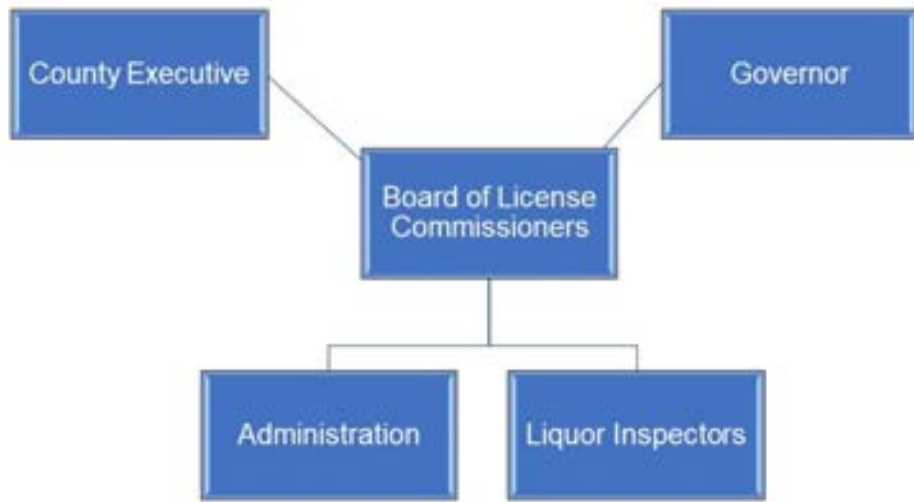 County Executive
Governor
Board of License
Commissioners
Administration
Liquor Inspectors